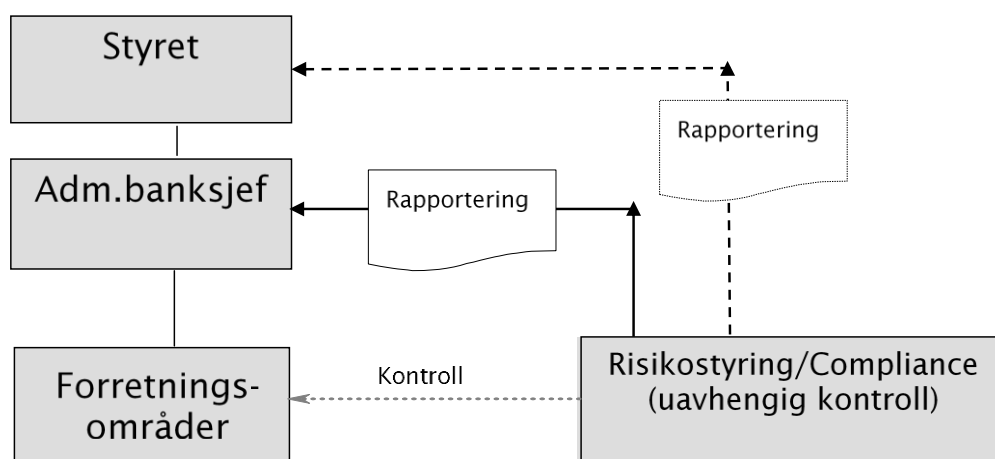 Styret
Rapportering
Adm.banksjef
Rapportering
Forretnings-
områder
Kontroll
Risikostyring/Compliance
(uavhengig kontroll)